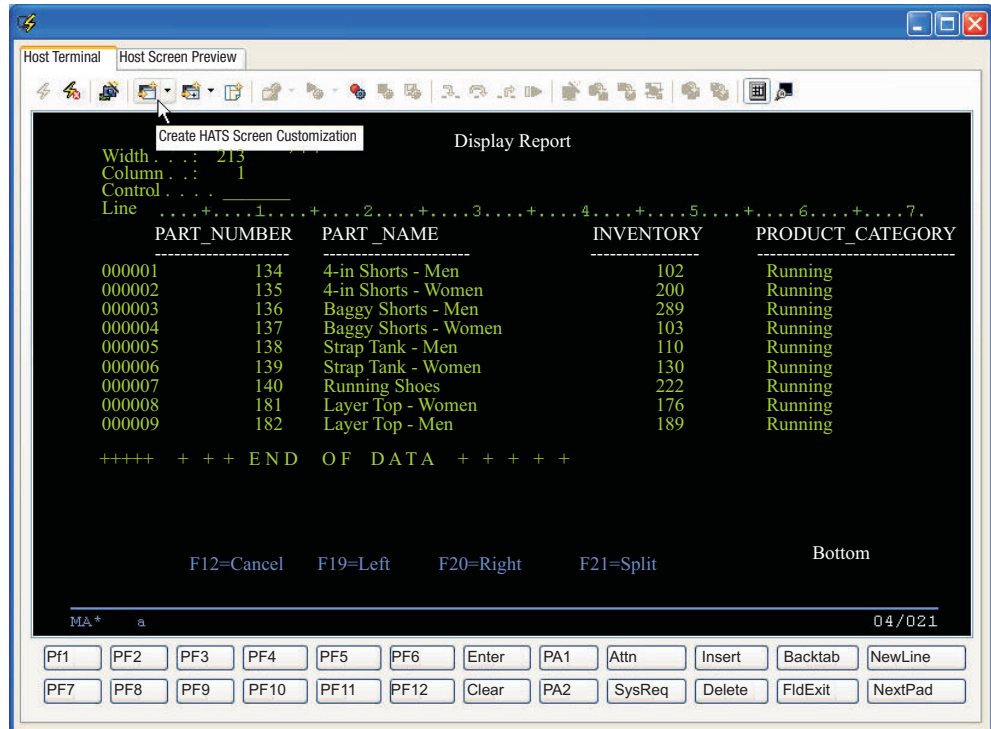 Host Terminal Host Screen Preview
Create HATS Screen Customization
Display Report
Width . . . : 213
Column . . : 1
Control . . . . _______
Line ....+....1....+....2....+....3....+....4....+....5....+....6....+....7.
PART_NUMBER PART _NAME INVENTORY PRODUCT_CATEGORY
-------------------- ---------------------- ---------------- ------------------------------
000001 134 4-in Shorts - Men 102 Running
000002 135 4-in Shorts - Women 200 Running
000003 136 Baggy Shorts - Men 289 Running
000004 137 Baggy Shorts - Women 103 Running
000005 138 Strap Tank - Men 110 Running
000006 139 Strap Tank - Women 130 Running
000007 140 Running Shoes 222 Running
000008 181 Layer Top - Women 176 Running
000009 182 Layer Top - Men 189 Running
+++++ + + + E N D O F D A T A + + + + +
Bottom
F12=Cancel F19=Left F20=Right F21=Split
MA* a 04/021
Pf1 PF2 PF3 PF4 PF5 PF6 Enter PA1 Attn Insert Backtab NewLine
PF7 PF8 PF9 PF10 PF11 PF12 Clear PA2 SysReq Delete FldExit NextPad